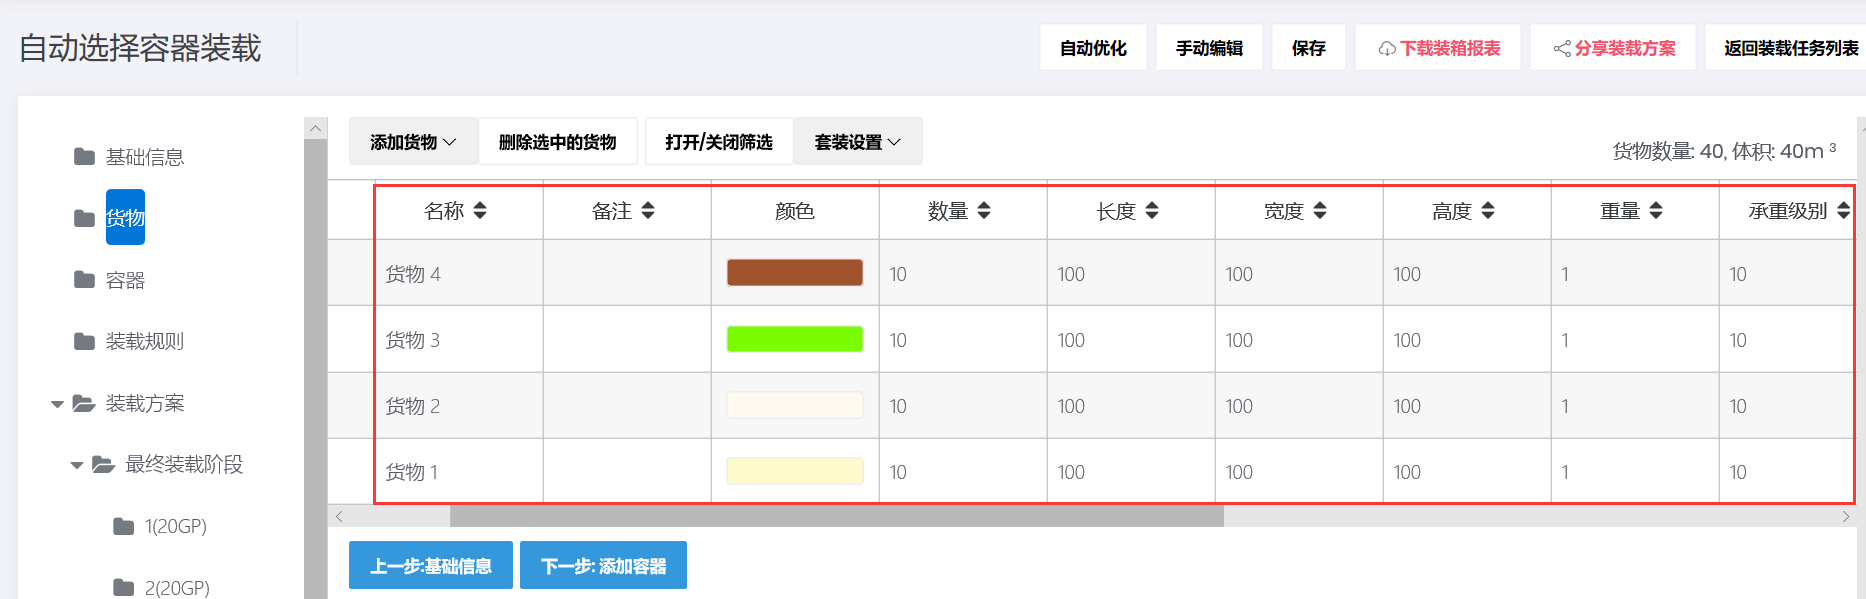 自动选择容器装载
自动优化 手动编辑 保存 下载装箱报表 分享装载方案 返回装载任务列表
基础信息
货物
容器
装载规则
装载方案
最终装载阶段
1(20GP)
2(20GP)
添加货物 删除选中的货物 打开/关闭筛选 套装设置
货物数量: 40, 体积: 40m ³
名称 备注 颜色 数量 长度 宽度 高度 重量 承重级别
货物 4 10 100 100 100 1 10
货物 3 10 100 100 100 1 10
货物 2 10 100 100 100 1 10
货物 1 10 100 100 100 1 10
上一步:基础信息 下一步: 添加容器